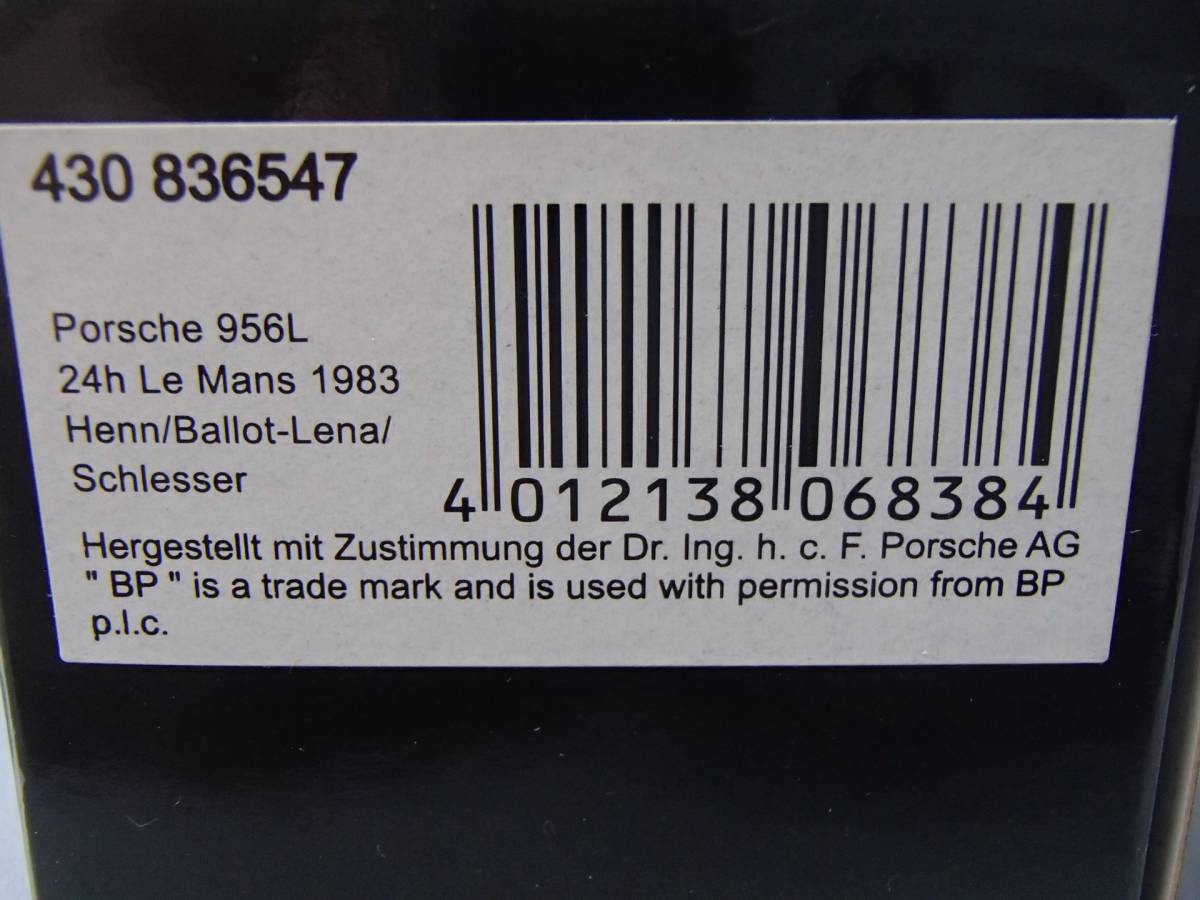 430 836547
Porsche 956L
24h Le Mans 1983
Henn/Ballot-Lena/
Schlesser
4 012138 068384
Hergestellt mit Zustimmung der Dr. Ing. h. c. F. Porsche AG
" BP " is a trade mark and is used with permission from BP
p.l.c.